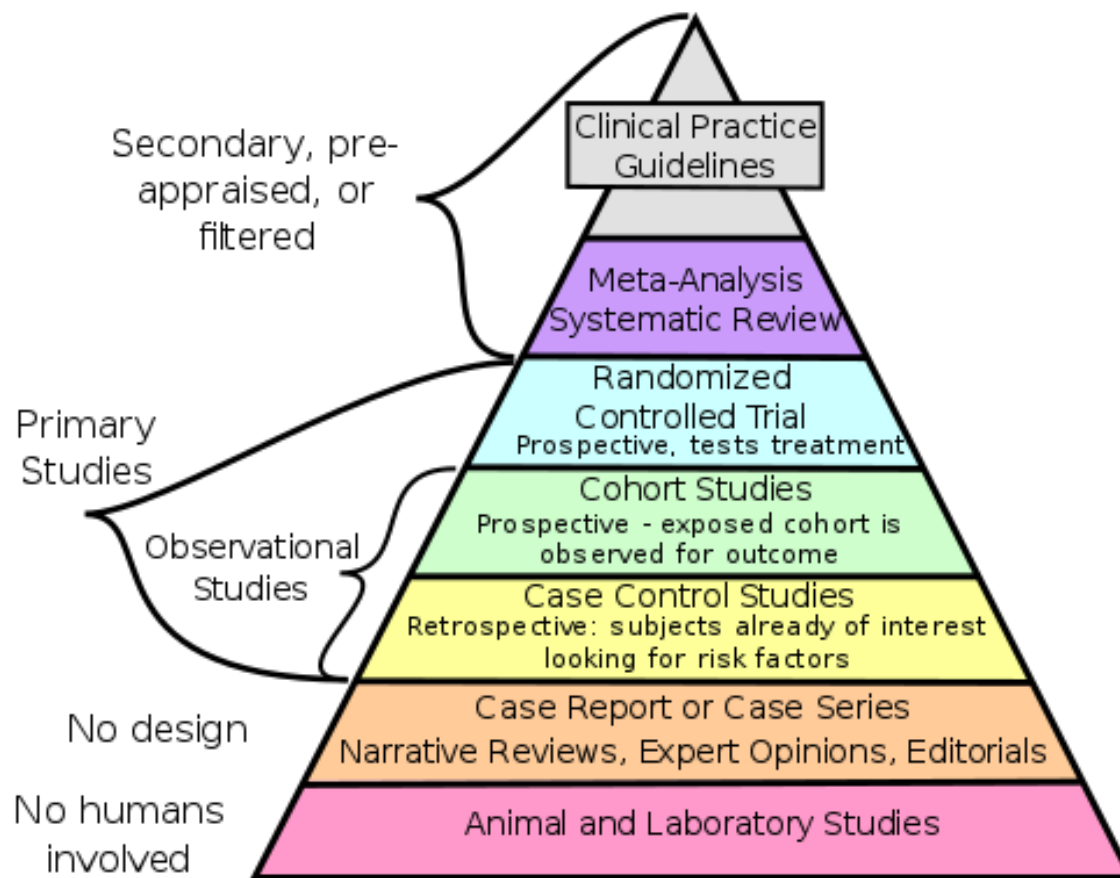 Clinical Practice
Guidelines
Secondary, pre-
appraised, or
filtered
Meta-Analysis
Systematic Review
Randomized
Controlled Trial
Prospective, tests treatment
Primary
Studies
Cohort Studies
Prospective - exposed cohort is
observed for outcome
Observational
Studies
Case Control Studies
Retrospective: subjects already of interest
looking for risk factors
No design
Case Report or Case Series
Narrative Reviews, Expert Opinions, Editorials
No humans
involved
Animal and Laboratory Studies